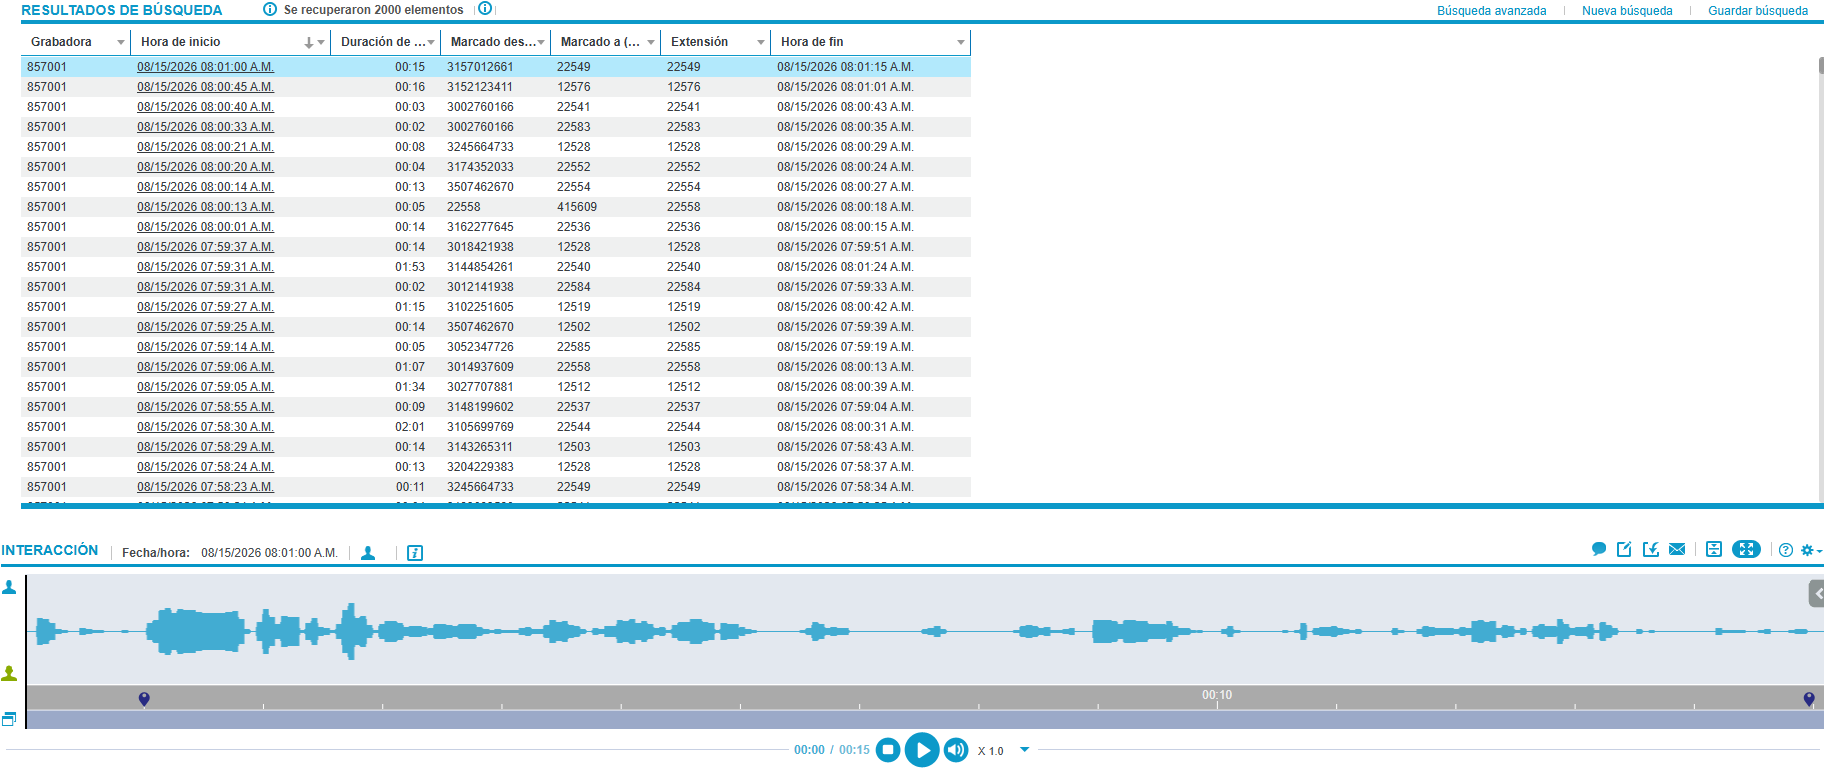 RESULTADOS DE BÚSQUEDA Se recuperaron 2000 elementos Búsqueda avanzada Nueva búsqueda Guardar búsqueda
Grabadora Hora de inicio Duración de ... Marcado des... Marcado a (... Extensión Hora de fin
857001 08/15/2026 08:01:00 A.M. 00:15 3157012661 22549 22549 08/15/2026 08:01:15 A.M.
857001 08/15/2026 08:00:45 A.M. 00:16 3152123411 12576 12576 08/15/2026 08:01:01 A.M.
857001 08/15/2026 08:00:40 A.M. 00:03 3002760166 22541 22541 08/15/2026 08:00:43 A.M.
857001 08/15/2026 08:00:33 A.M. 00:02 3002760166 22583 22583 08/15/2026 08:00:35 A.M.
857001 08/15/2026 08:00:21 A.M. 00:08 3245664733 12528 12528 08/15/2026 08:00:29 A.M.
857001 08/15/2026 08:00:20 A.M. 00:04 3174352033 22552 22552 08/15/2026 08:00:24 A.M.
857001 08/15/2026 08:00:14 A.M. 00:13 3507462670 22554 22554 08/15/2026 08:00:27 A.M.
857001 08/15/2026 08:00:13 A.M. 00:05 22558 415609 22558 08/15/2026 08:00:18 A.M.
857001 08/15/2026 08:00:01 A.M. 00:14 3162277645 22536 22536 08/15/2026 08:00:15 A.M.
857001 08/15/2026 07:59:37 A.M. 00:14 3018421938 12528 12528 08/15/2026 07:59:51 A.M.
857001 08/15/2026 07:59:31 A.M. 01:53 3144854261 22540 22540 08/15/2026 08:01:24 A.M.
857001 08/15/2026 07:59:31 A.M. 00:02 3012141938 22584 22584 08/15/2026 07:59:33 A.M.
857001 08/15/2026 07:59:27 A.M. 01:15 3102251605 12519 12519 08/15/2026 08:00:42 A.M.
857001 08/15/2026 07:59:25 A.M. 00:14 3507462670 12502 12502 08/15/2026 07:59:39 A.M.
857001 08/15/2026 07:59:14 A.M. 00:05 3052347726 22585 22585 08/15/2026 07:59:19 A.M.
857001 08/15/2026 07:59:06 A.M. 01:07 3014937609 22558 22558 08/15/2026 08:00:13 A.M.
857001 08/15/2026 07:59:05 A.M. 01:34 3027707881 12512 12512 08/15/2026 08:00:39 A.M.
857001 08/15/2026 07:58:55 A.M. 00:09 3148199602 22537 22537 08/15/2026 07:59:04 A.M.
857001 08/15/2026 07:58:30 A.M. 02:01 3105699769 22544 22544 08/15/2026 08:00:31 A.M.
857001 08/15/2026 07:58:29 A.M. 00:14 3143265311 12503 12503 08/15/2026 07:58:43 A.M.
857001 08/15/2026 07:58:24 A.M. 00:13 3204229383 12528 12528 08/15/2026 07:58:37 A.M.
857001 08/15/2026 07:58:23 A.M. 00:11 3245664733 22549 22549 08/15/2026 07:58:34 A.M.
INTERACCIÓN Fecha/hora: 08/15/2026 08:01:00 A.M.
00:10
00:00 / 00:15 X 1.0